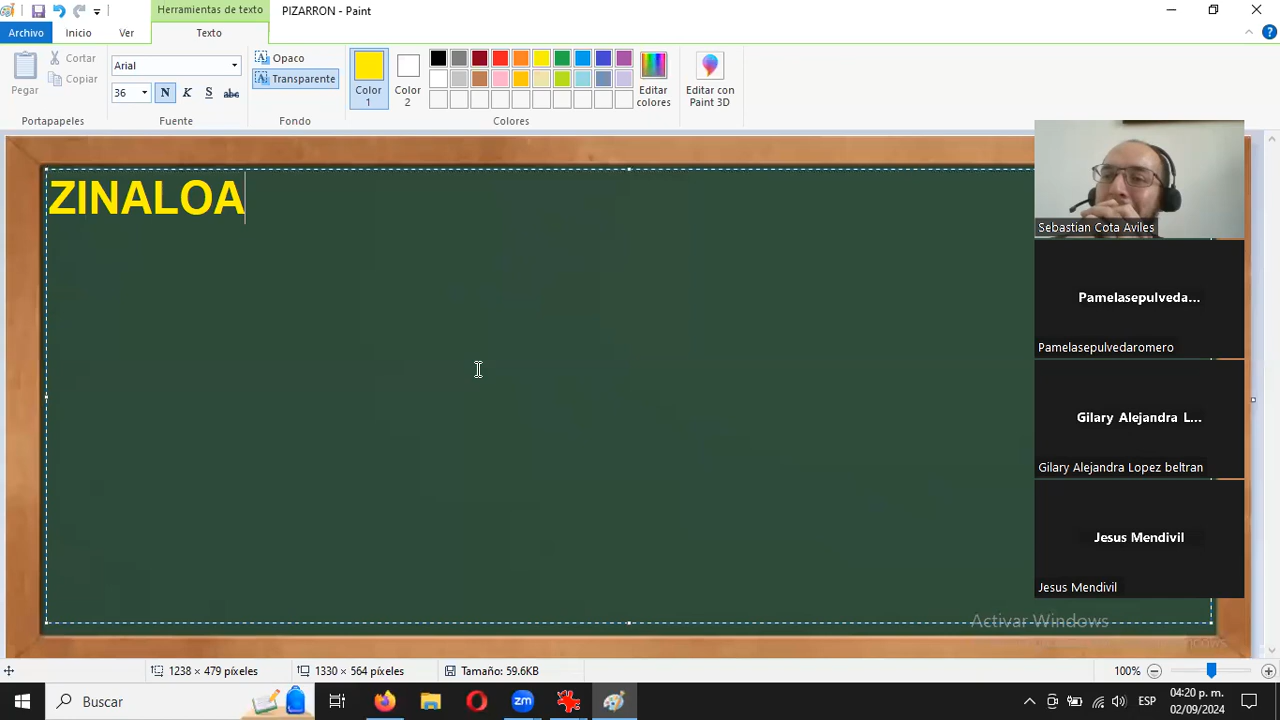 Herramientas de texto
PIZARRON - Paint
Archivo
Inicio
Ver
Texto
Pegar
Cortar
Copiar
Portapapeles
Arial
36
N
K
S
abc
Fuente
Opaco
Transparente
Fondo
Color
1
Color
2
Colores
Editar
colores
Editar con
Paint 3D
ZINALOA
Sebastian Cota Aviles
Pamelasepulveda...
Pamelasepulvedaromero
Gilary Alejandra L...
Gilary Alejandra Lopez beltran
Jesus Mendivil
Jesus Mendivil
Activar Windows
1238 × 479 píxeles
1330 × 564 píxeles
Tamaño: 59.6KB
100%
Buscar
zm
ESP
04:20 p. m.
02/09/2024